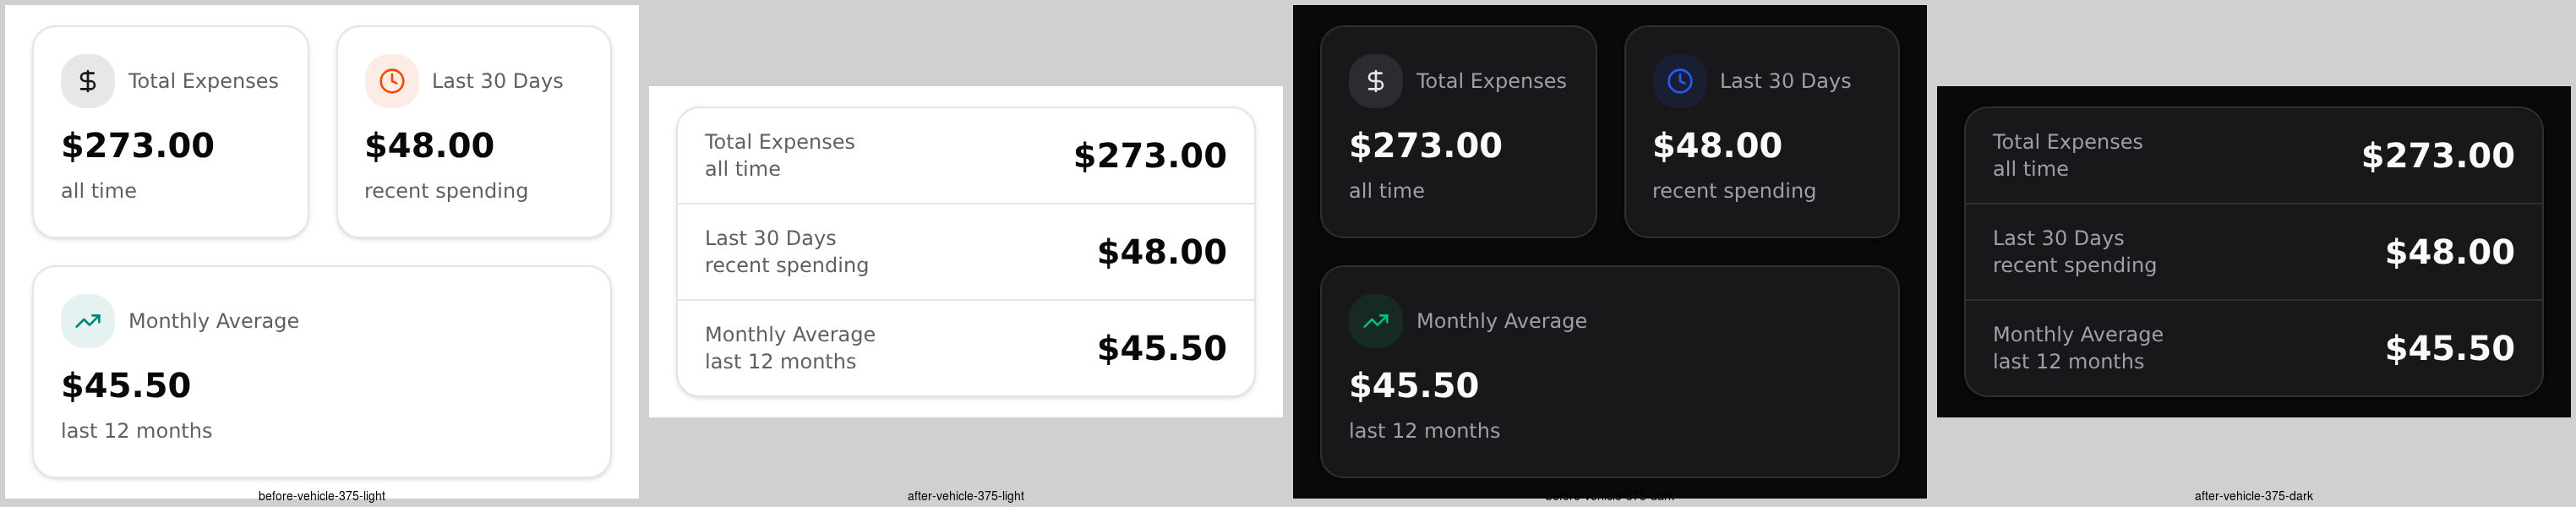 $ Total Expenses
$273.00
all time
Last 30 Days
$48.00
recent spending
Monthly Average
$45.50
last 12 months
before-vehicle-375-light
Total Expenses
all time
$273.00
Last 30 Days
recent spending
$48.00
Monthly Average
last 12 months
$45.50
after-vehicle-375-light
$ Total Expenses
$273.00
all time
Last 30 Days
$48.00
recent spending
Monthly Average
$45.50
last 12 months
before-vehicle-375-dark
Total Expenses
all time
$273.00
Last 30 Days
recent spending
$48.00
Monthly Average
last 12 months
$45.50
after-vehicle-375-dark